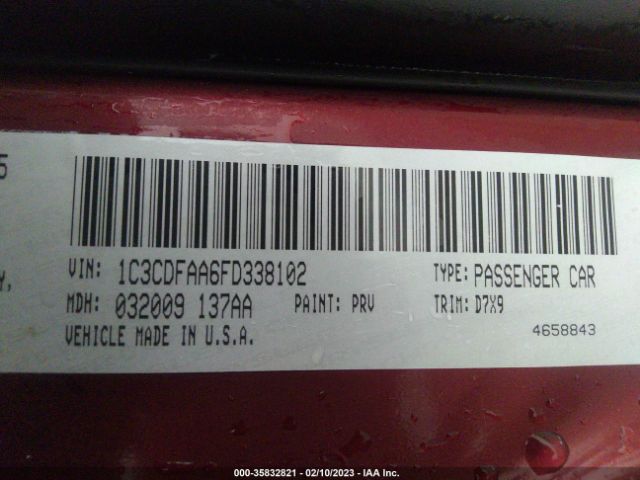 5
VIN: 1C3CDFAA6FD338102 TYPE: PASSENGER CAR
Y,
MDH: 032009 137AA PAINT: PRV TRIM: D7X9
VEHICLE MADE IN U.S.A. 4658843
000-35832821 - 02/10/2023 - IAA Inc.